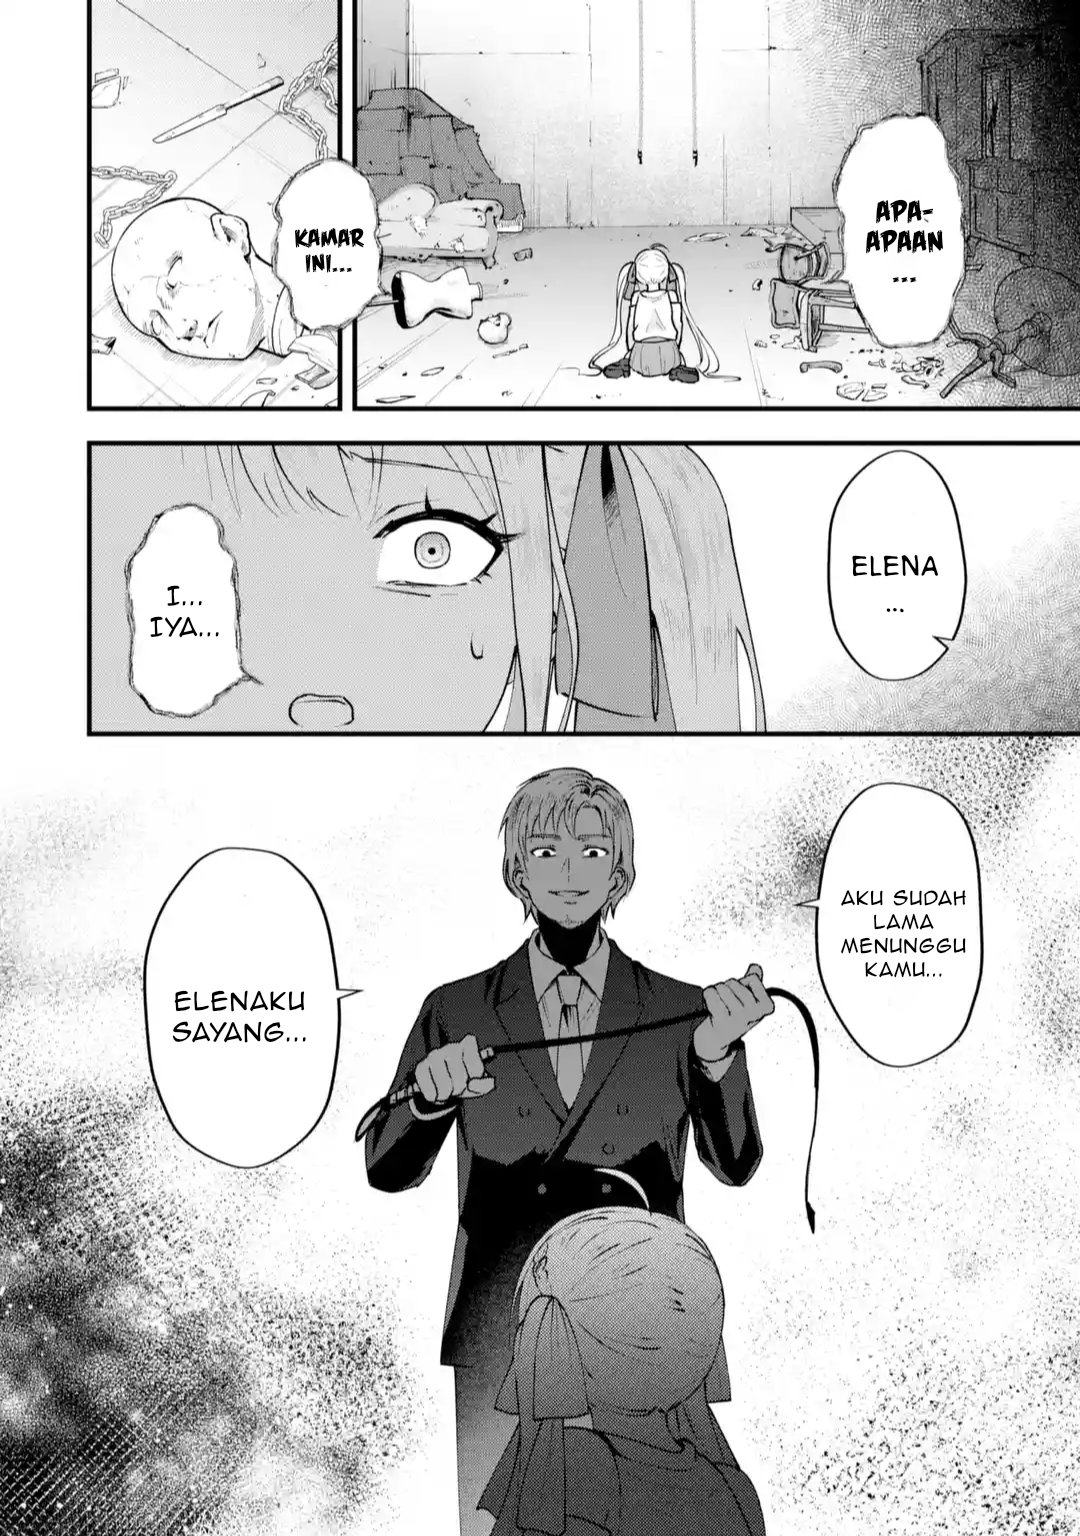 APA-
APAAN
...
KAMAR
INI...
ELENA
...
I...
IYA...
AKU SUDAH
LAMA
MENUNGGU
KAMU...
ELENAKU
SAYANG...